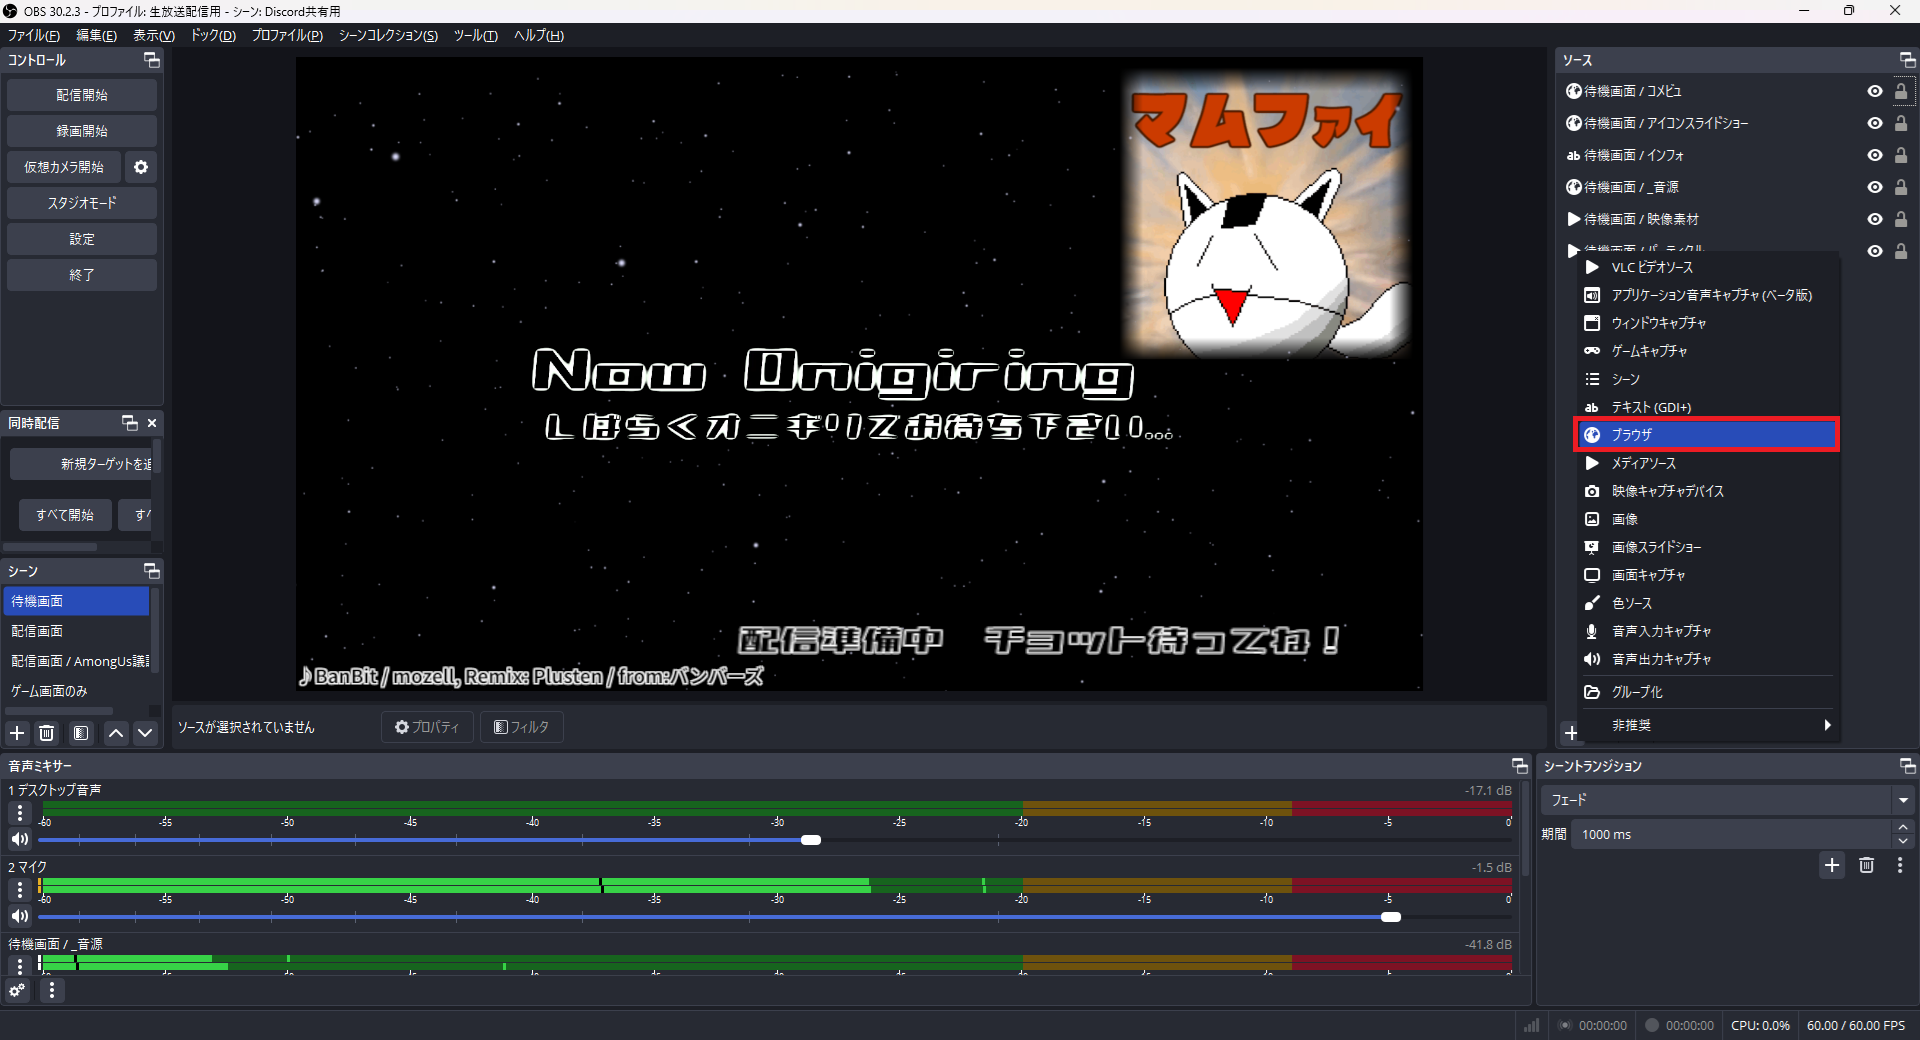 OBS 30.2.3 - プロファイル: 生放送配信用 - シーン: Discord共有用
ファイル(F) 編集(E) 表示(V) ドック(D) プロファイル(P) シーンコレクション(S) ツール(T) ヘルプ(H)
コントロール
配信開始
録画開始
仮想カメラ開始
スタジオモード
設定
終了
同時配信
新規ターゲットを追
すべて開始 すべ
シーン
待機画面
配信画面
配信画面 / AmongUs議
ゲーム画面のみ
マムファイ
Now Onigiring
しばらくオニギリでお待ち下さい...
配信準備中 チョット待ってね！
♪BanBit / mozell, Remix: Plusten / from:バンバーズ
ソースが選択されていません プロパティ フィルタ
ソース
待機画面 / コメビュ
待機画面 / アイコンスライドショー
ab 待機画面 / インフォ
待機画面 / _音源
待機画面 / 映像素材
待機画面 / パーティクル
VLC ビデオソース
アプリケーション音声キャプチャ (ベータ版)
ウィンドウキャプチャ
ゲームキャプチャ
シーン
ab テキスト (GDI+)
ブラウザ
メディアソース
映像キャプチャデバイス
画像
画像スライドショー
画面キャプチャ
色ソース
音声入力キャプチャ
音声出力キャプチャ
グループ化
非推奨
音声ミキサー
1 デスクトップ音声 -17.1 dB
-60 -55 -50 -45 -40 -35 -30 -25 -20 -15 -10 -5 0
2 マイク -1.5 dB
-60 -55 -50 -45 -40 -35 -30 -25 -20 -15 -10 -5 0
待機画面 / _音源 -41.8 dB
シーントランジション
フェード
期間 1000 ms
00:00:00 00:00:00 CPU: 0.0% 60.00 / 60.00 FPS